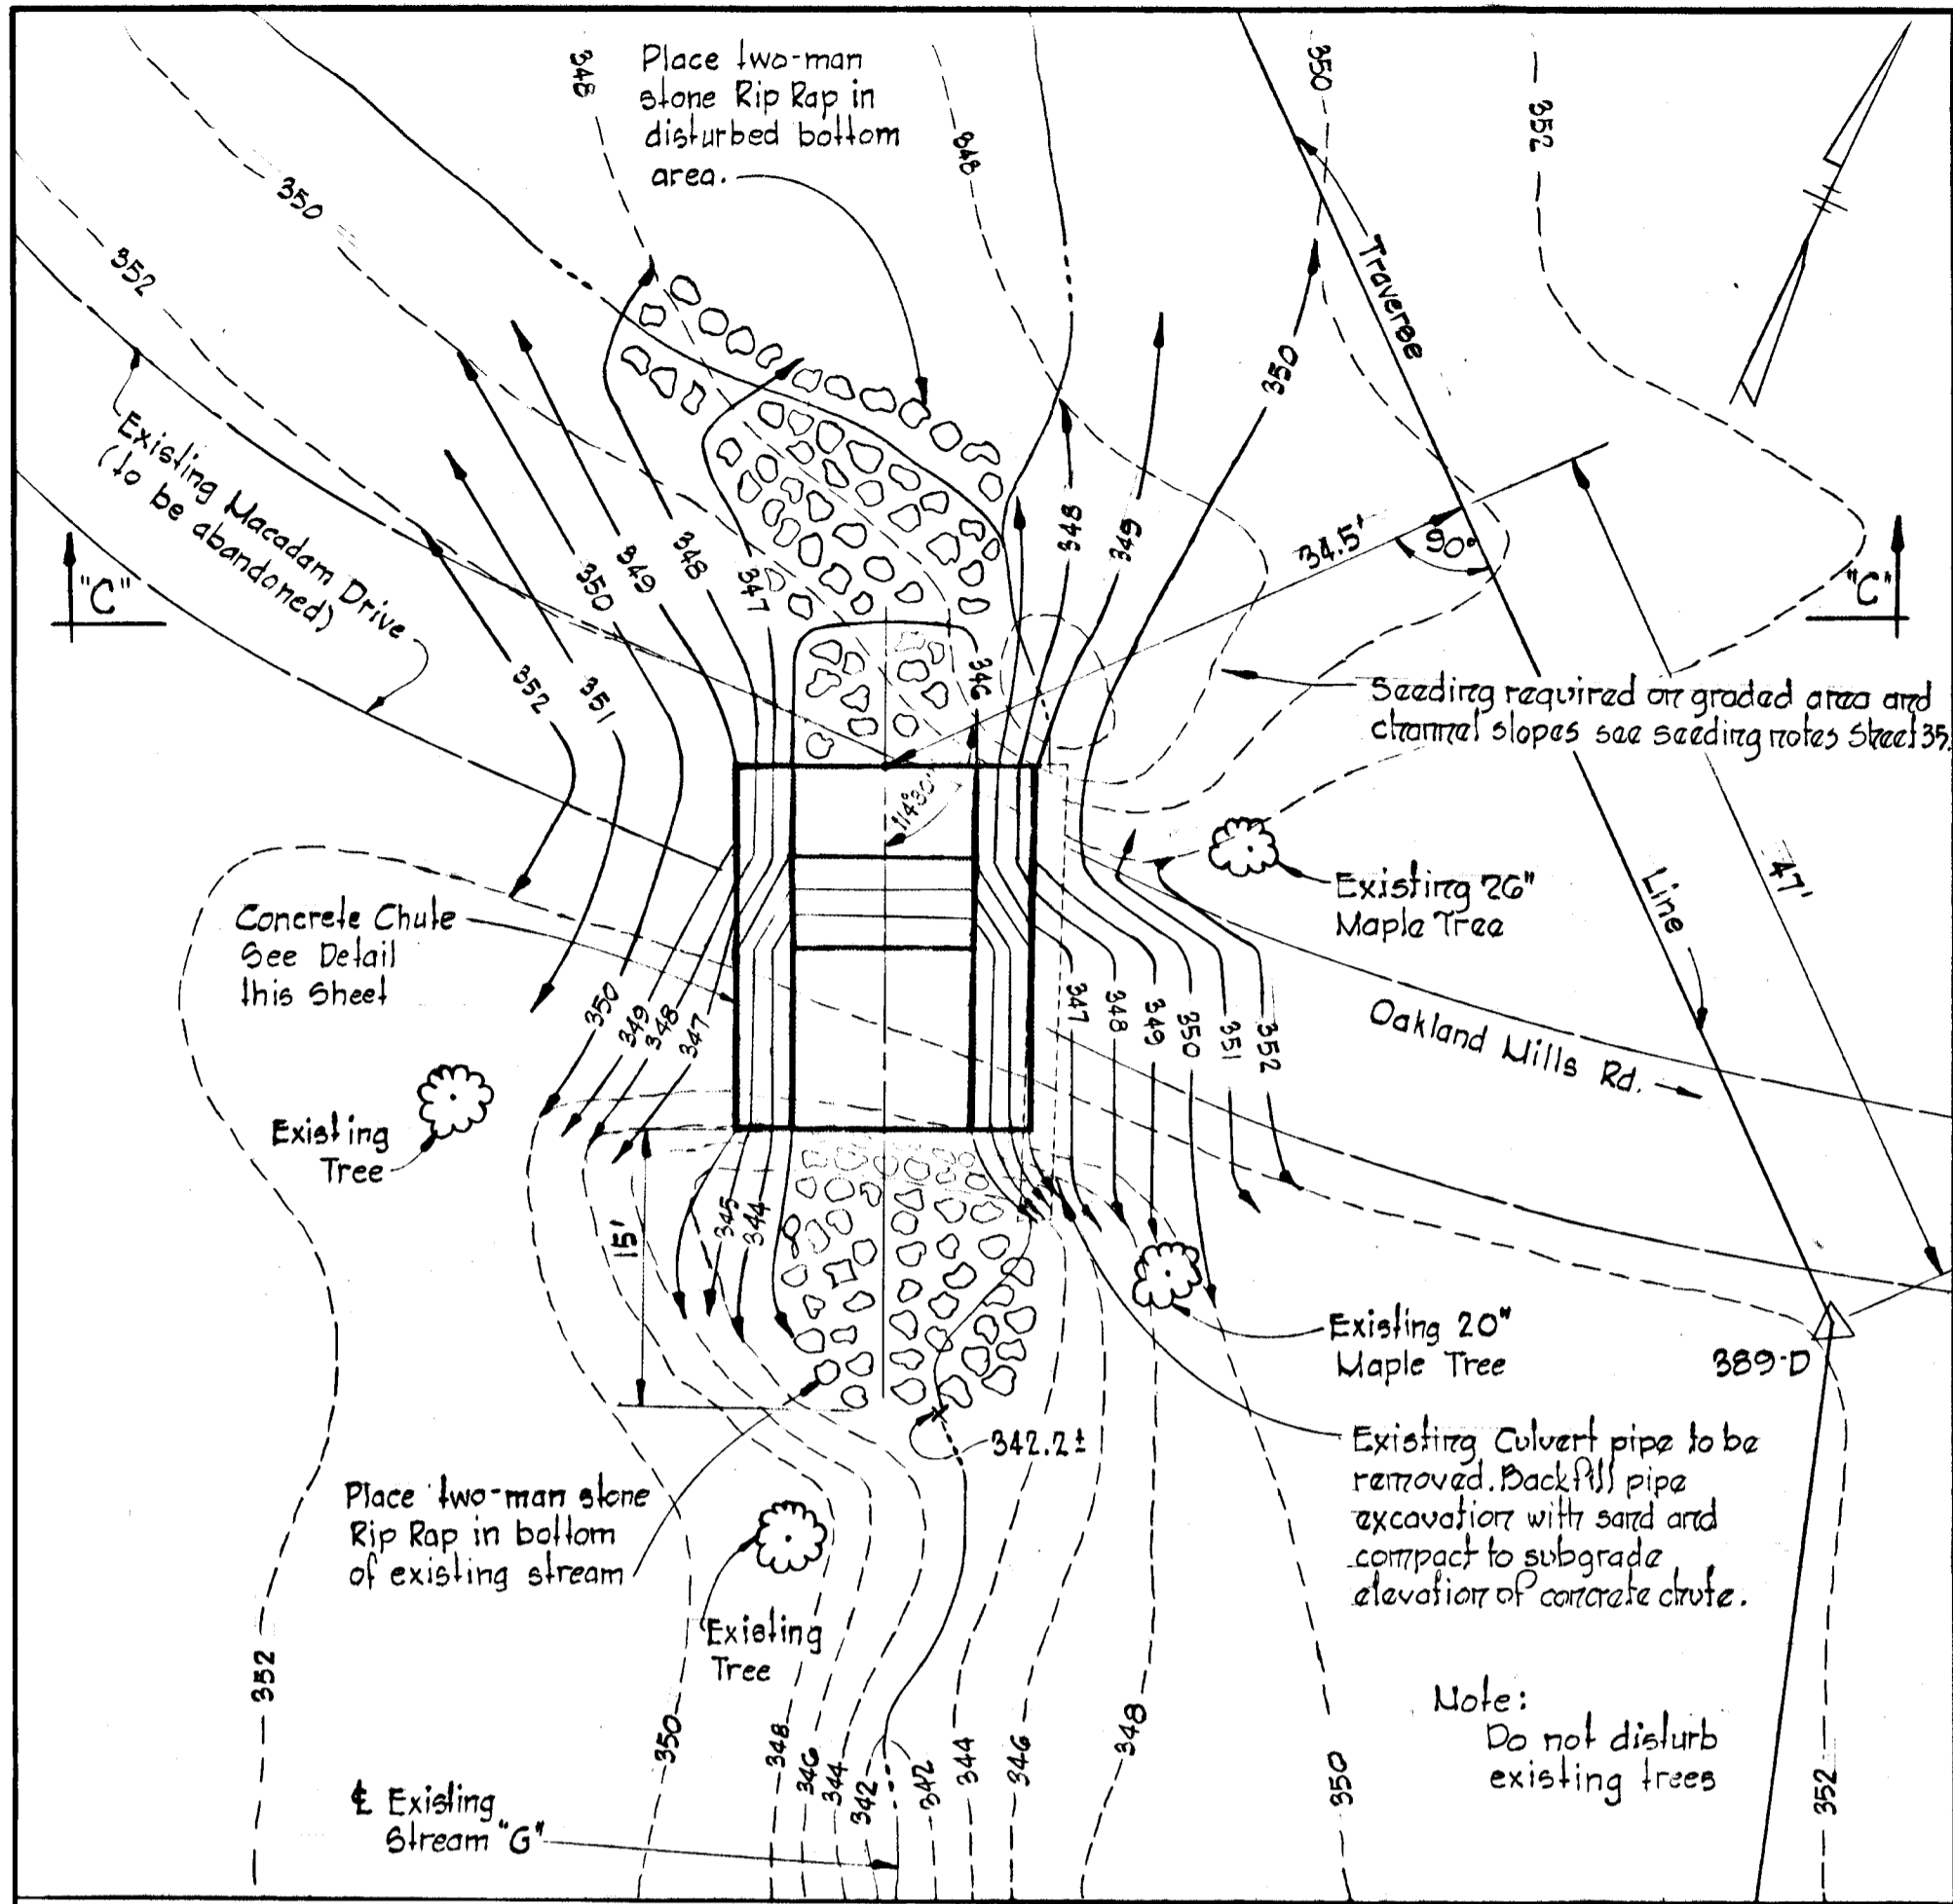 348
Place two-man
stone Rip Rap in
disturbed bottom
area.
348
350
352
350
352
Traverse
Existing Macadam Drive
(to be abandoned)
350
34.5'
90°
"C"
"C"
348
349
348
347
349
350
351
352
346
Seeding required on graded area and
channel slopes see seeding notes Sheet 35.
114°30'
Existing 26"
Maple Tree
Line
47'
Concrete Chute
See Detail
this Sheet
350
349
348
347
347
348
349
350
351
352
Oakland Mills Rd.
Existing
Tree
15'
345
344
Existing 20"
Maple Tree
389-D
342.2±
Existing Culvert pipe to be
removed. Backfill pipe
excavation with sand and
compact to subgrade
elevation of concrete chute.
Place two-man stone
Rip Rap in bottom
of existing stream
Existing
Tree
Note:
Do not disturb
existing trees
352
350
348
346
344
342
342
344
346
348
350
352
℄ Existing
Stream "G"